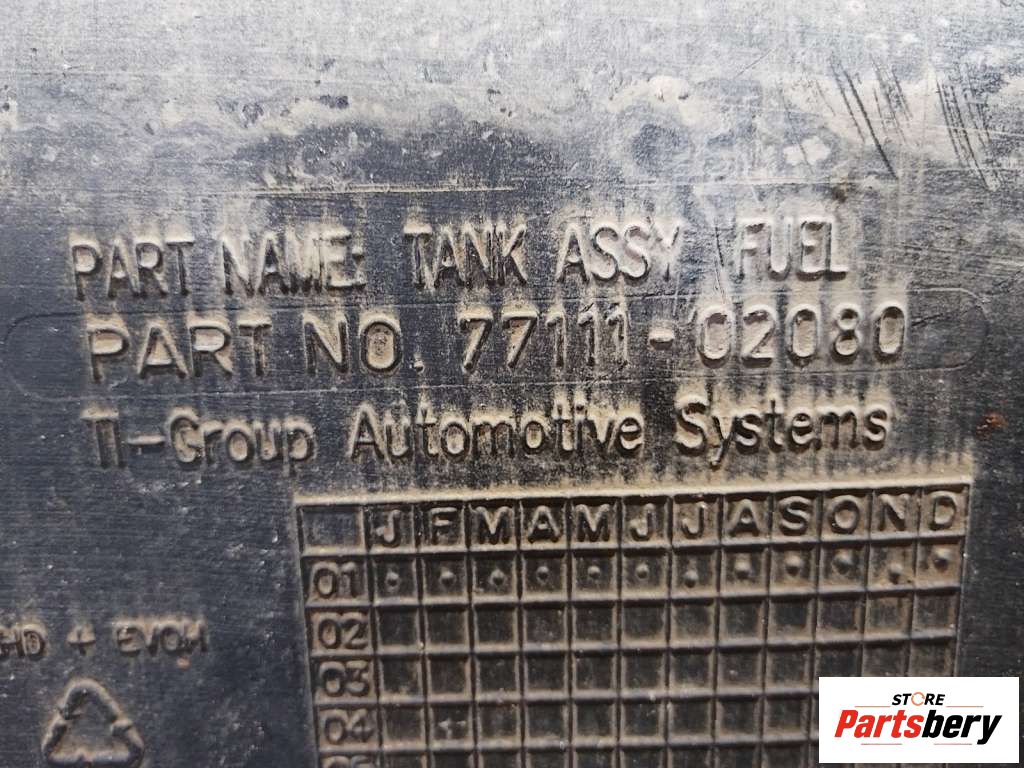 PART NAME: TANK ASSY FUEL
PART NO. 77111-02080
TI-Group Automotive Systems
J F M A M J J A S O N D
01
02
HD + EVOH
03
04
STORE
Partsbery